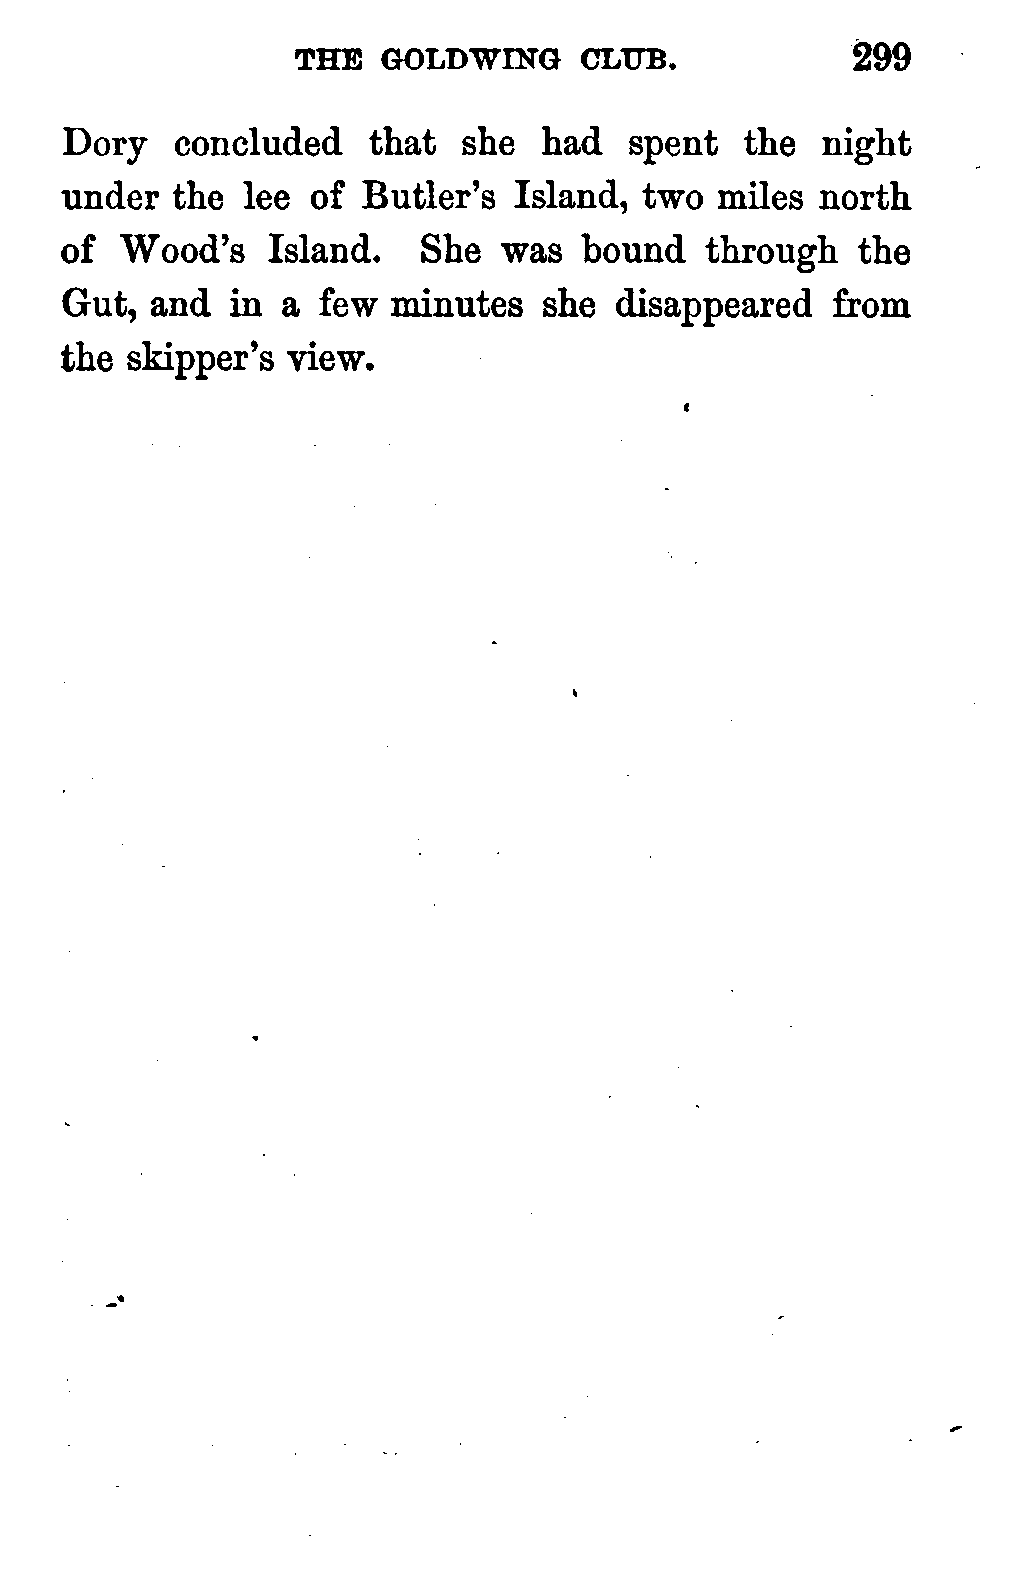 THE GOLDWING CLUB. 299
Dory concluded that she had spent the night
under the lee of Butler's Island, two miles north
of Wood's Island. She was bound through the
Gut, and in a few minutes she disappeared from
the skipper's view.